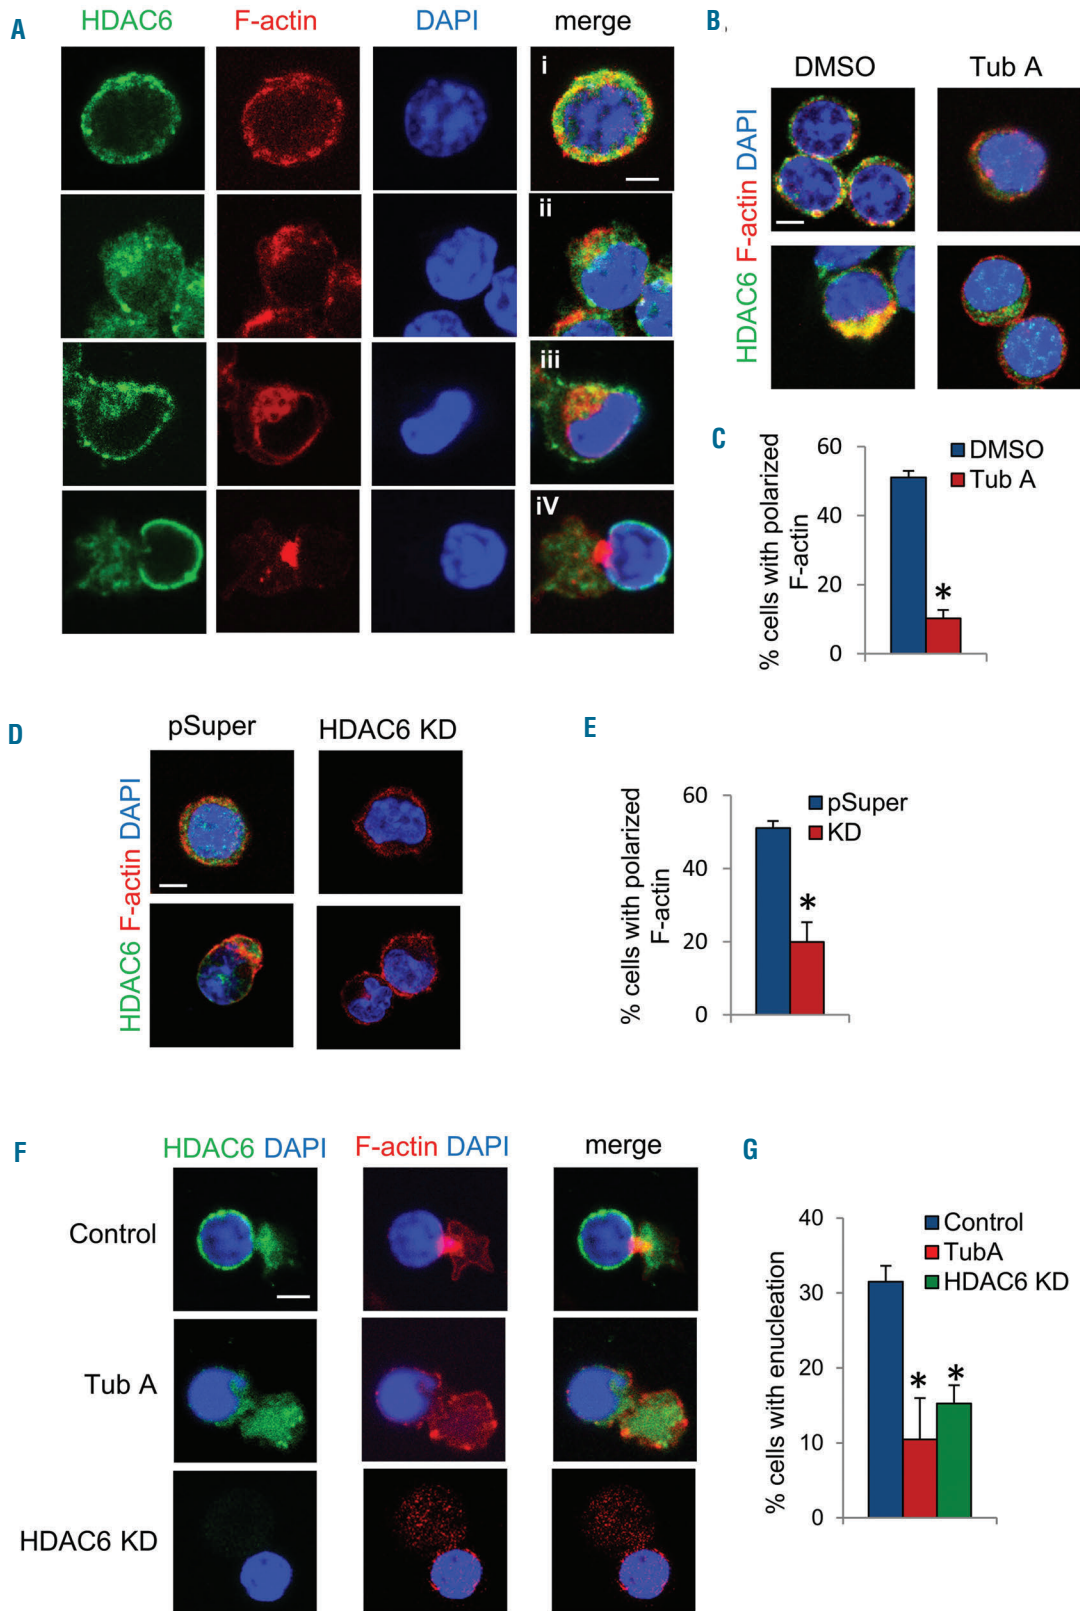 A
HDAC6 F-actin DAPI merge
i
ii
iii
iV
B,
DMSO Tub A
HDAC6 F-actin DAPI
C
% cells with polarized
F-actin
60
40
20
0
DMSO
Tub A
*
D
pSuper HDAC6 KD
HDAC6 F-actin DAPI
E
% cells with polarized
F-actin
60
40
20
0
pSuper
KD
*
F
HDAC6 DAPI F-actin DAPI merge
Control
Tub A
HDAC6 KD
G
% cells with enucleation
40
30
20
10
0
Control
TubA
HDAC6 KD
* *